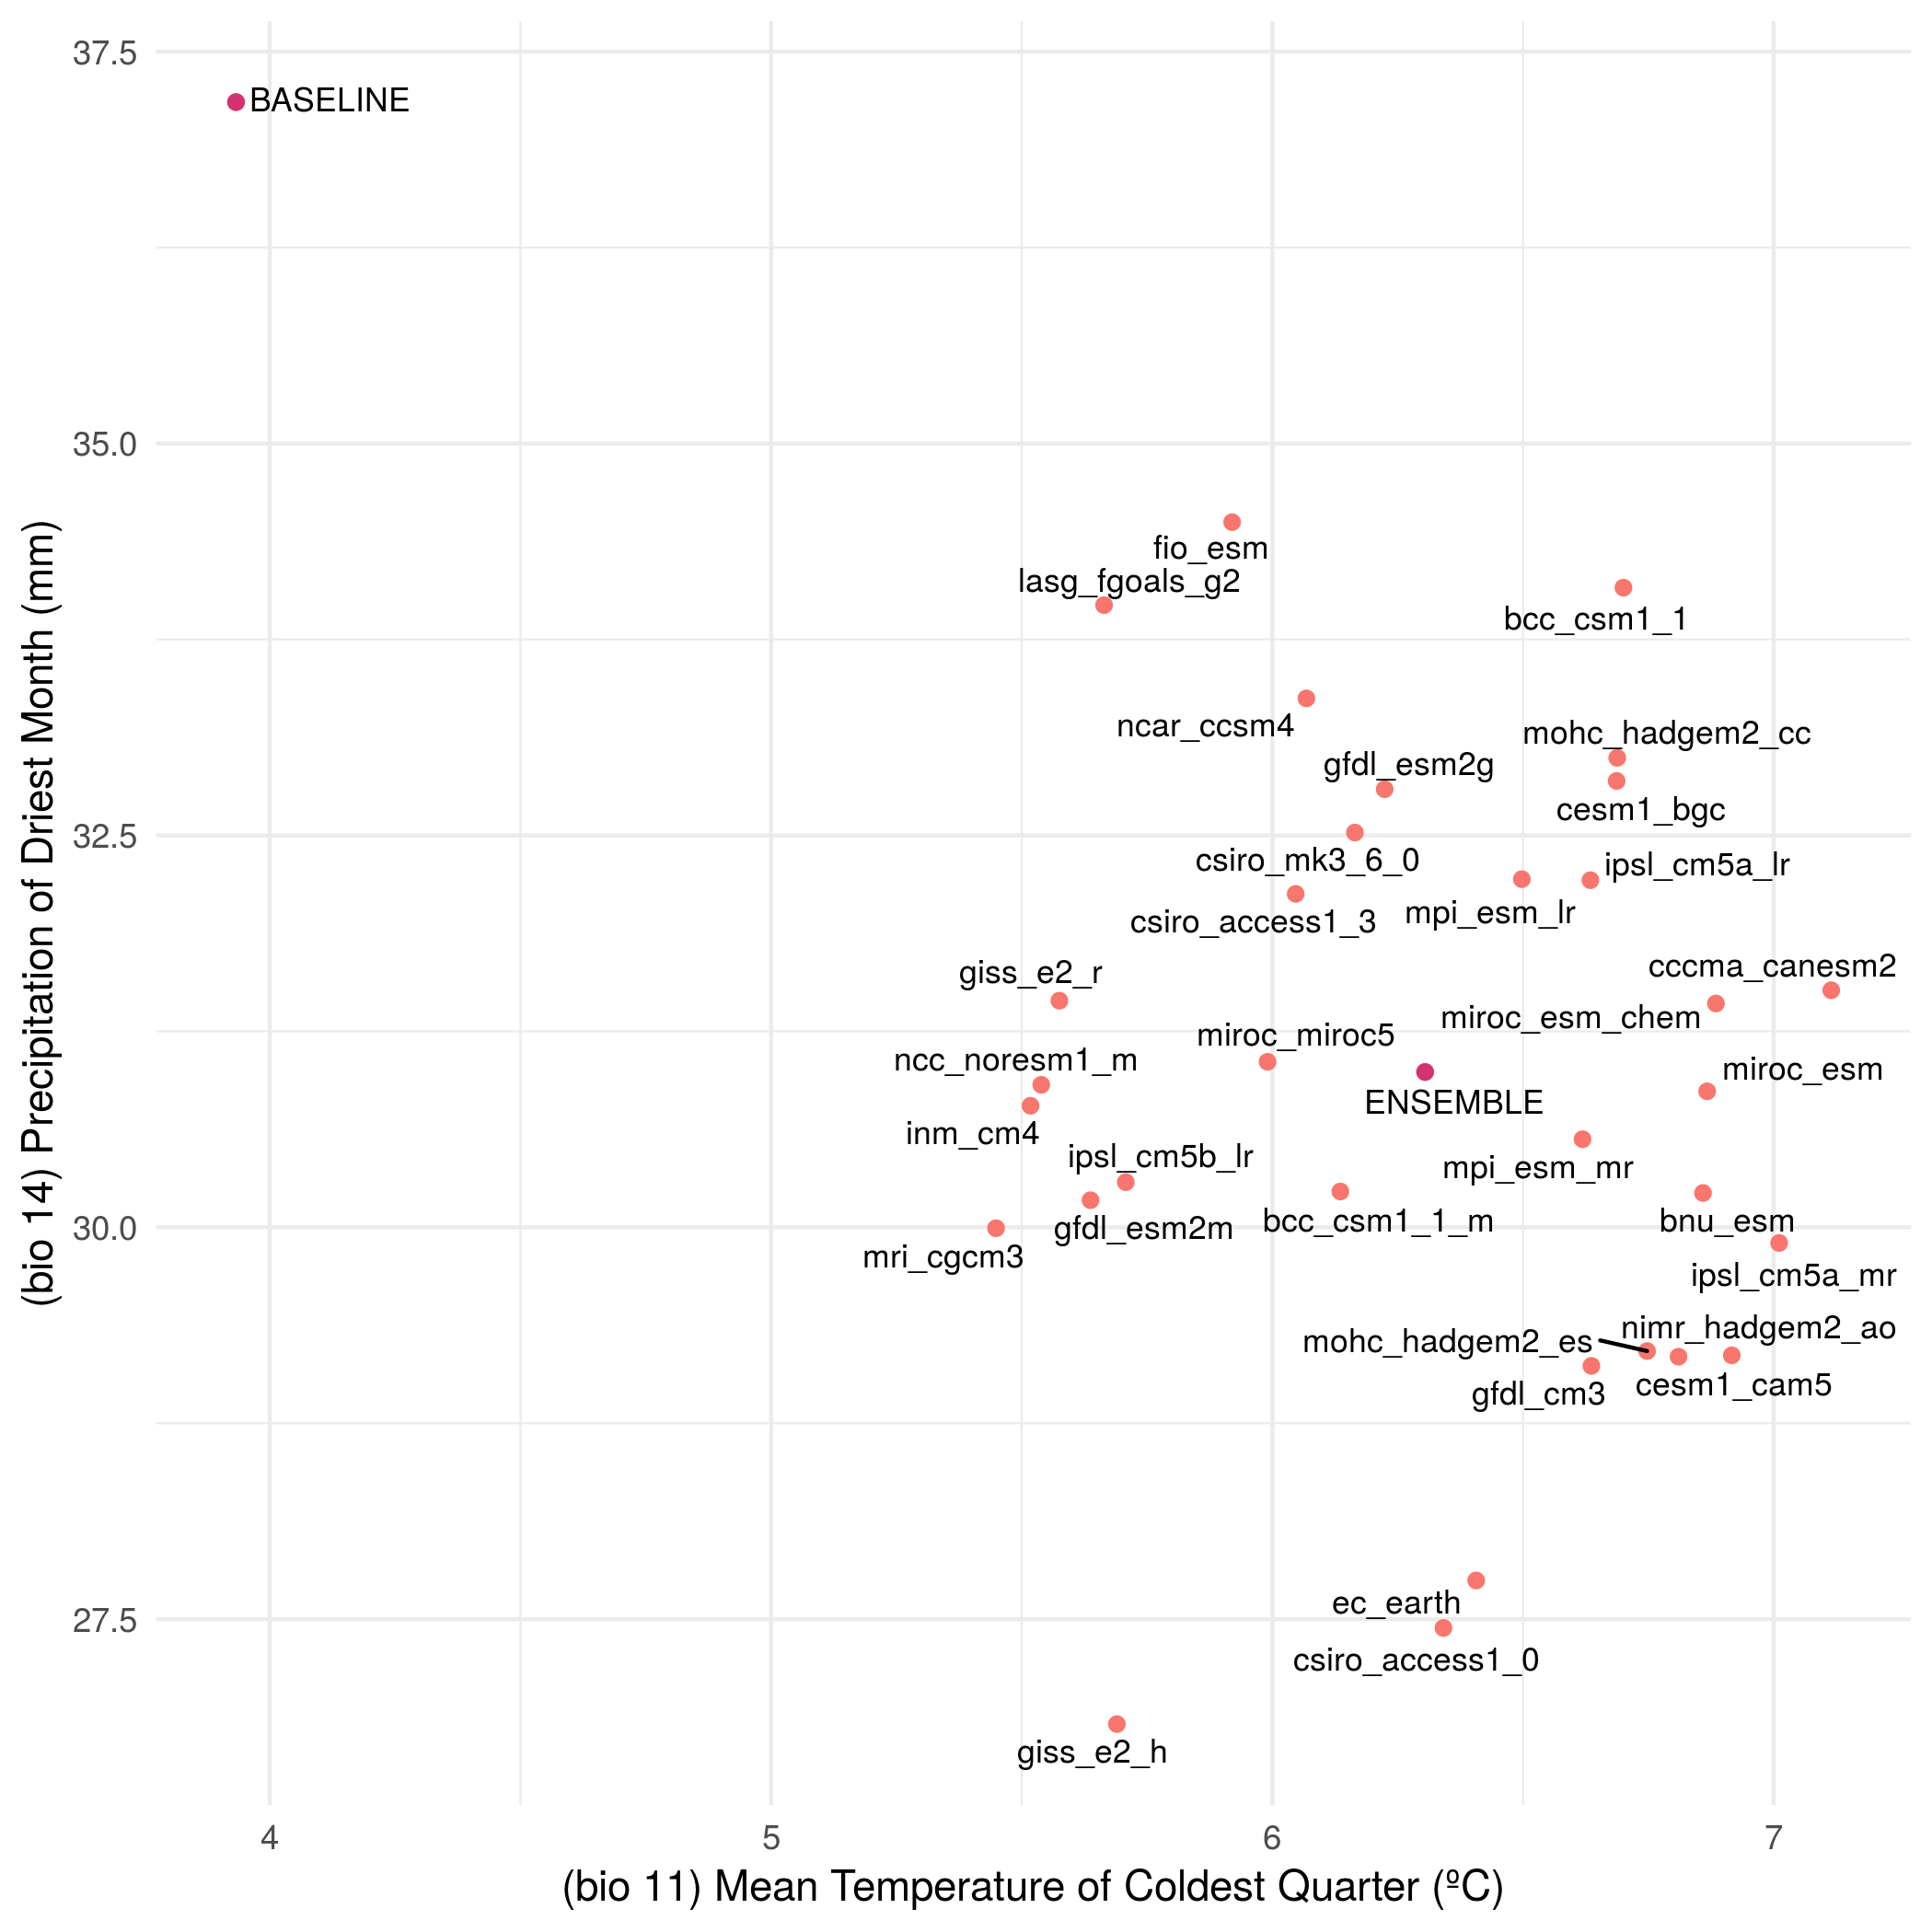 37.5
BASELINE
35.0
fio_esm
lasg_fgoals_g2
bcc_csm1_1
ncar_ccsm4
mohc_hadgem2_cc
gfdl_esm2g
cesm1_bgc
32.5
csiro_mk3_6_0
ipsl_cm5a_lr
mpi_esm_lr
csiro_access1_3
cccma_canesm2
giss_e2_r
miroc_esm_chem
miroc_miroc5
ncc_noresm1_m
miroc_esm
ENSEMBLE
inm_cm4
ipsl_cm5b_lr
mpi_esm_mr
30.0
gfdl_esm2m
bcc_csm1_1_m
bnu_esm
mri_cgcm3
ipsl_cm5a_mr
nimr_hadgem2_ao
mohc_hadgem2_es
cesm1_cam5
gfdl_cm3
ec_earth
27.5
csiro_access1_0
giss_e2_h
4 5 6 7
(bio 11) Mean Temperature of Coldest Quarter (ºC)
(bio 14) Precipitation of Driest Month (mm)